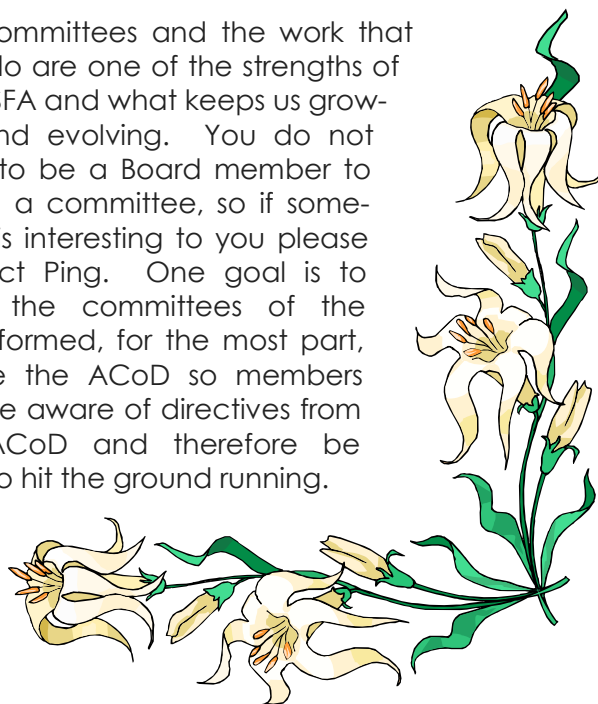 ommittees and the work that
do are one of the strengths of
SFA and what keeps us grow-
nd evolving. You do not
to be a Board member to
a committee, so if some-
is interesting to you please
ct Ping. One goal is to
the committees of the
formed, for the most part,
e the ACoD so members
e aware of directives from
ACoD and therefore be
o hit the ground running.